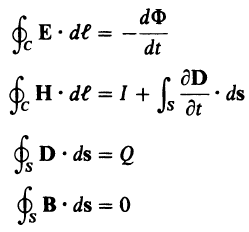 ∮_C E · dℓ = − dΦ/dt
∮_C H · dℓ = I + ∫_S ∂D/∂t · ds
∮_S D · ds = Q
∮_S B · ds = 0